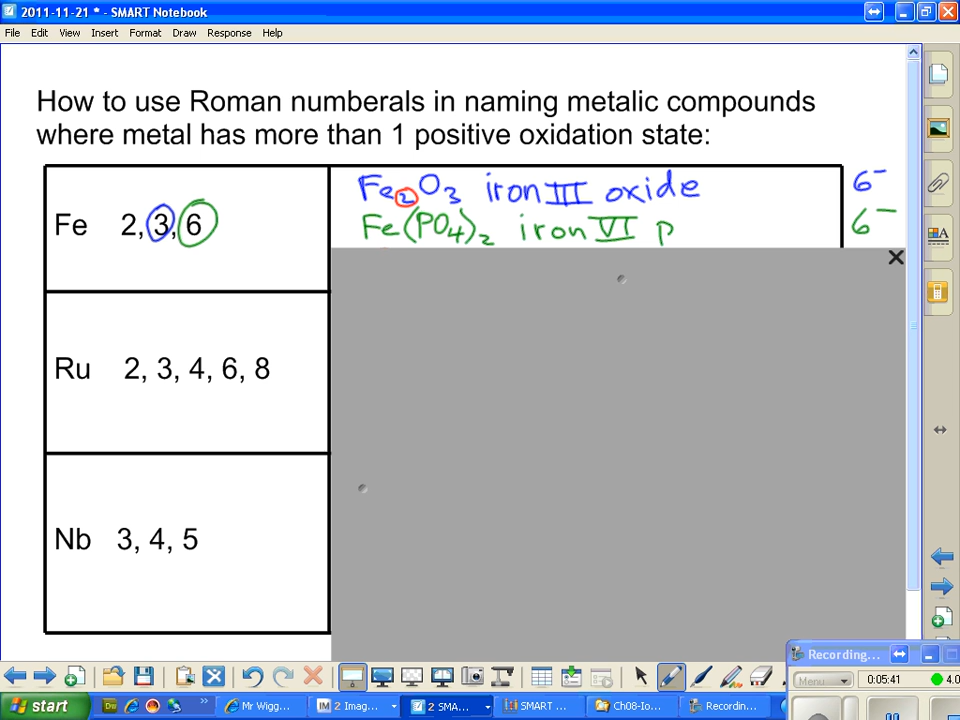 2011-11-21 * - SMART Notebook
File Edit View Insert Format Draw Response Help
How to use Roman numberals in naming metalic compounds
where metal has more than 1 positive oxidation state:
Fe 2, 3, 6
Fe₂O₃ iron III oxide 6⁻
Fe(PO₄)₂ iron VI p 6⁻
Ru 2, 3, 4, 6, 8
Nb 3, 4, 5
Recording...
Menu
0:05:41
4.0
start
Mr Wigg...
2 Imag...
2 SMA...
SMART ...
Ch08-Io...
Recordin...